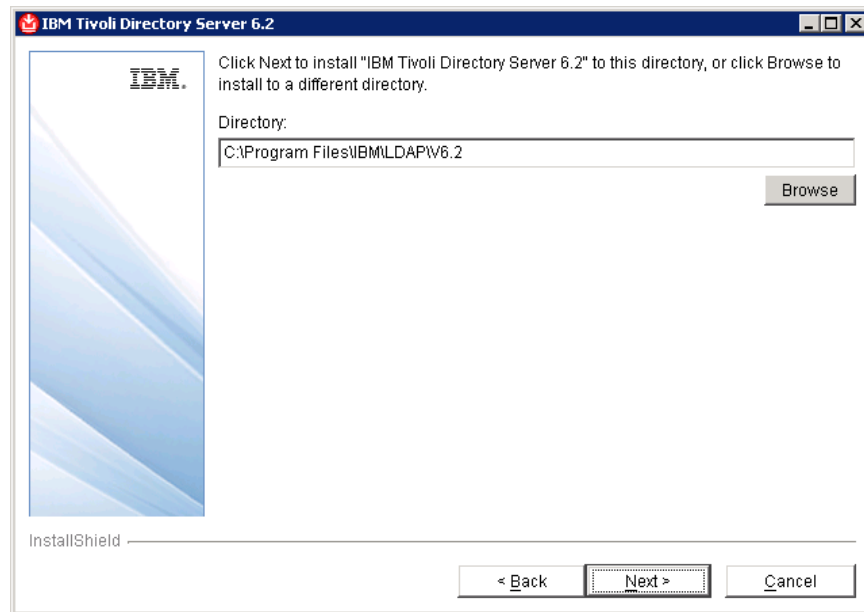 IBM Tivoli Directory Server 6.2
IBM.
Click Next to install "IBM Tivoli Directory Server 6.2" to this directory, or click Browse to
install to a different directory.
Directory:
C:\Program Files\IBM\LDAP\V6.2
Browse
InstallShield
< Back
Next >
Cancel